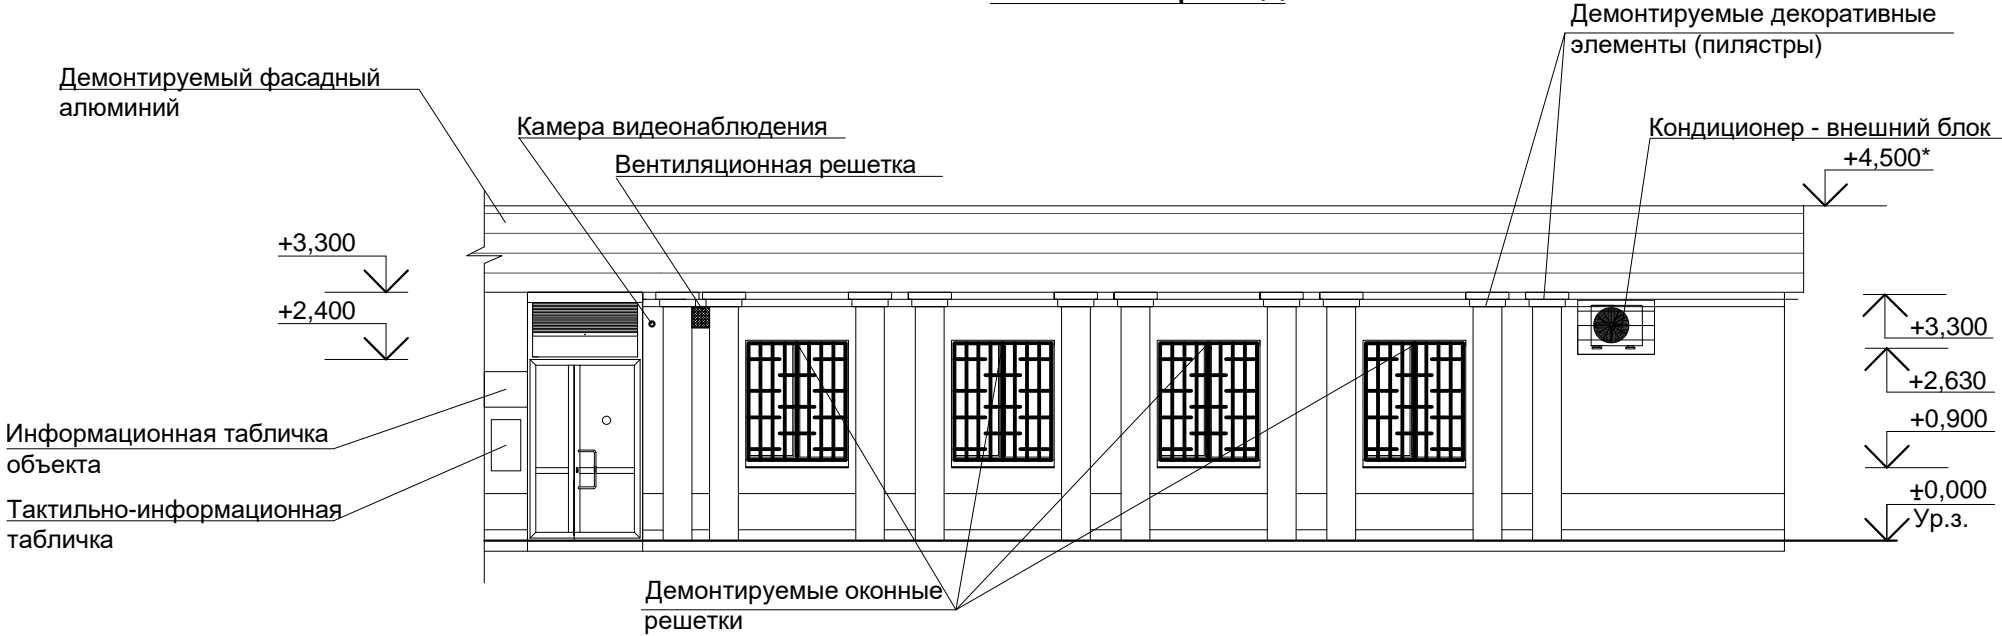 Демонтируемые декоративные
элементы (пилястры)
Демонтируемый фасадный
алюминий
Камера видеонаблюдения
Вентиляционная решетка
Кондиционер - внешний блок
+4,500*
+3,300
+2,400
+3,300
+2,630
+0,900
±0,000
Ур.з.
Информационная табличка
объекта
Тактильно-информационная
табличка
Демонтируемые оконные
решетки